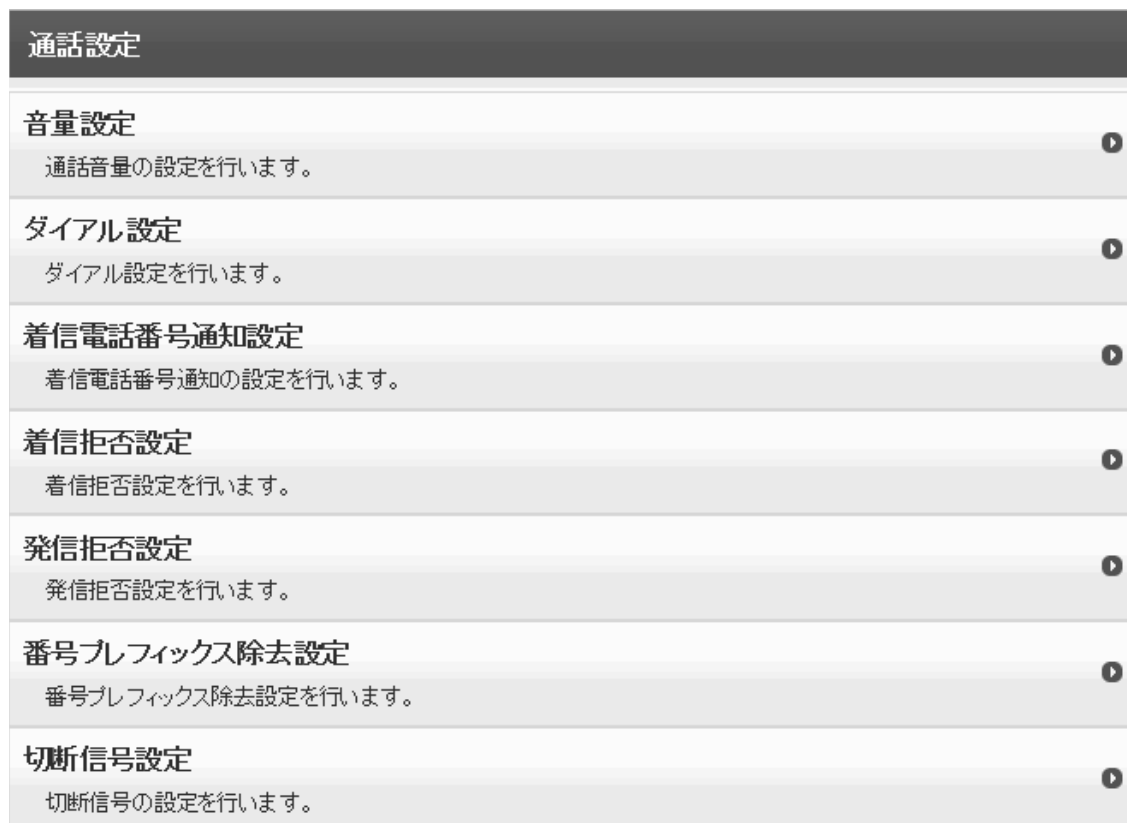 通話設定
音量設定
通話音量の設定を行います。
ダイアル設定
ダイアル設定を行います。
着信電話番号通知設定
着信電話番号通知の設定を行います。
着信拒否設定
着信拒否設定を行います。
発信拒否設定
発信拒否設定を行います。
番号プレフィックス除去設定
番号プレフィックス除去設定を行います。
切断信号設定
切断信号の設定を行います。